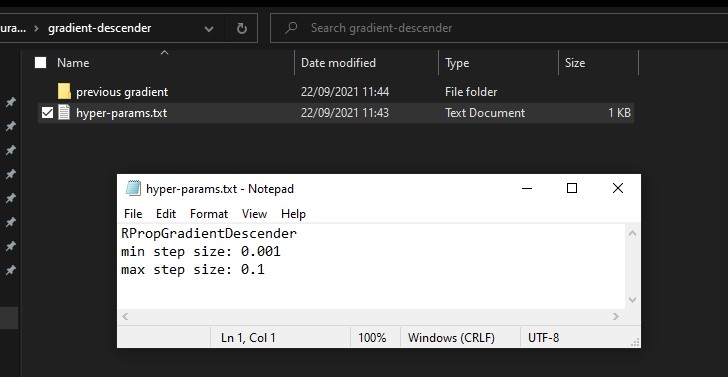 ura... > gradient-descender
Search gradient-descender
Name Date modified Type Size
previous gradient 22/09/2021 11:44 File folder
hyper-params.txt 22/09/2021 11:43 Text Document 1 KB
hyper-params.txt - Notepad
File Edit Format View Help
RPropGradientDescender
min step size: 0.001
max step size: 0.1
Ln 1, Col 1 100% Windows (CRLF) UTF-8